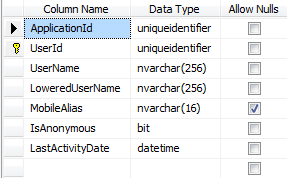 Column Name Data Type Allow Nulls
ApplicationId uniqueidentifier
UserId uniqueidentifier
UserName nvarchar(256)
LoweredUserName nvarchar(256)
MobileAlias nvarchar(16)
IsAnonymous bit
LastActivityDate datetime